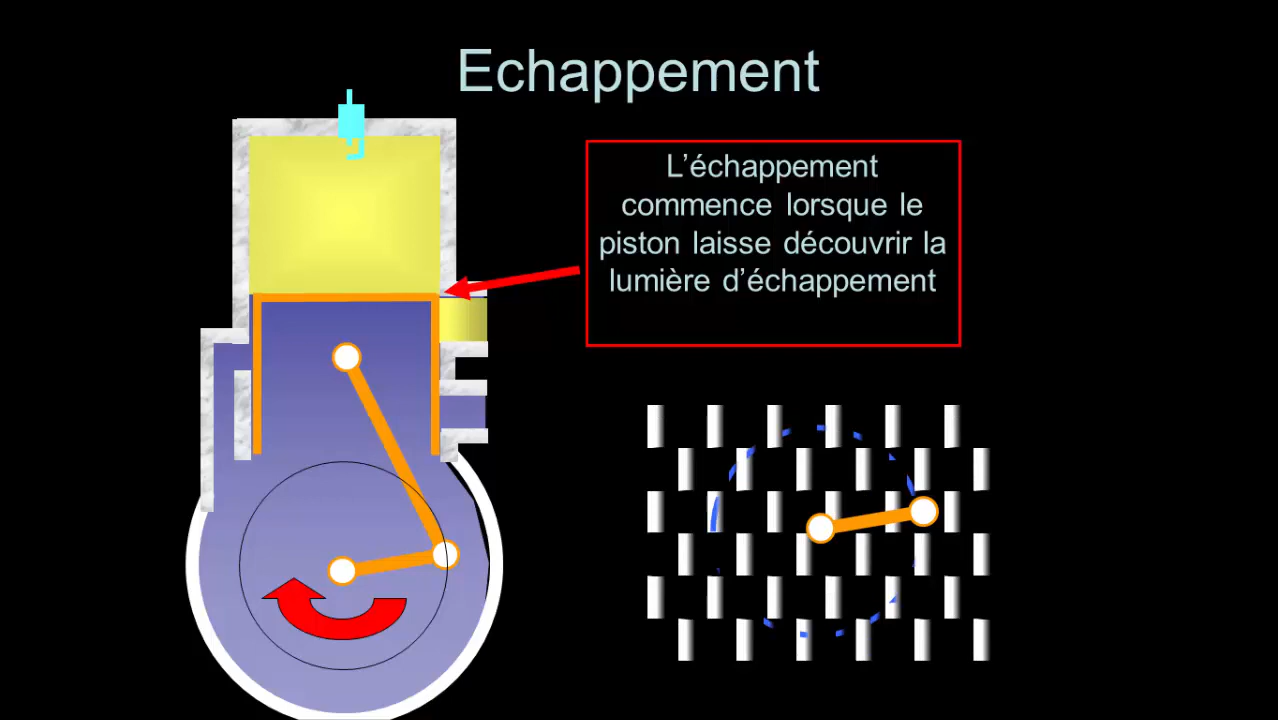 Echappement
L’échappement
commence lorsque le
piston laisse découvrir la
lumière d’échappement